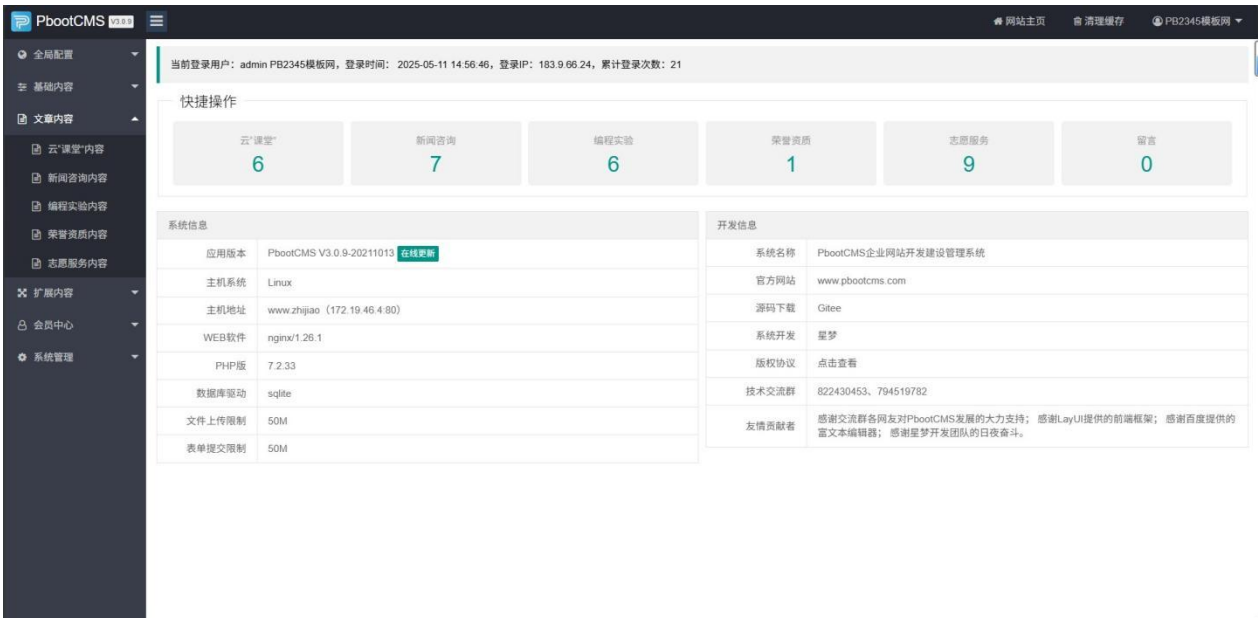 PbootCMS V3.0.9
网站主页 清理缓存 PB2345模板网
全局配置
基础内容
文章内容
云“课堂”内容
新闻咨询内容
编程实验内容
荣誉资质内容
志愿服务内容
扩展内容
会员中心
系统管理
当前登录用户：admin PB2345模板网，登录时间： 2025-05-11 14:56:46，登录IP：183.9.66.24，累计登录次数：21
快捷操作
云“课堂” 新闻咨询 编程实验 荣誉资质 志愿服务 留言
6 7 6 1 9 0
系统信息
应用版本 PbootCMS V3.0.9-20211013 在线更新
主机系统 Linux
主机地址 www.zhijiao（172.19.46.4:80）
WEB软件 nginx/1.26.1
PHP版 7.2.33
数据库驱动 sqlite
文件上传限制 50M
表单提交限制 50M
开发信息
系统名称 PbootCMS企业网站开发建设管理系统
官方网站 www.pbootcms.com
源码下载 Gitee
系统开发 星梦
版权协议 点击查看
技术交流群 822430453、794519782
友情贡献者 感谢交流群各网友对PbootCMS发展的大力支持； 感谢LayUI提供的前端框架； 感谢百度提供的
富文本编辑器； 感谢星梦开发团队的日夜奋斗。